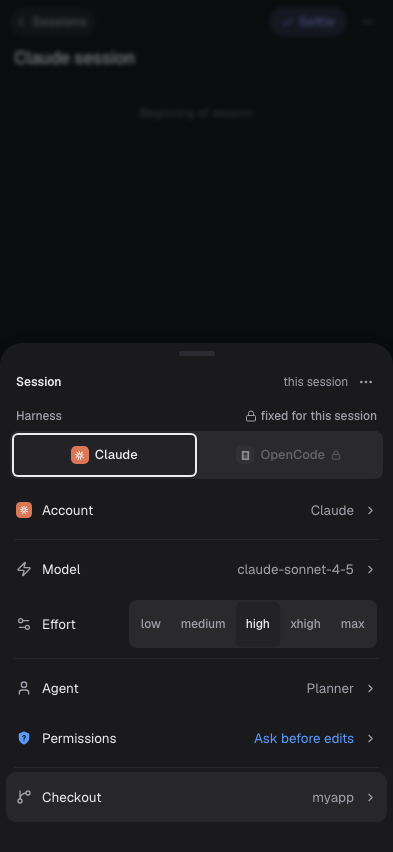 Sessions
Settle
Claude session
Beginning of session
Session this session
Harness fixed for this session
Claude OpenCode
Account Claude
Model claude-sonnet-4-5
Effort low medium high xhigh max
Agent Planner
Permissions Ask before edits
Checkout myapp